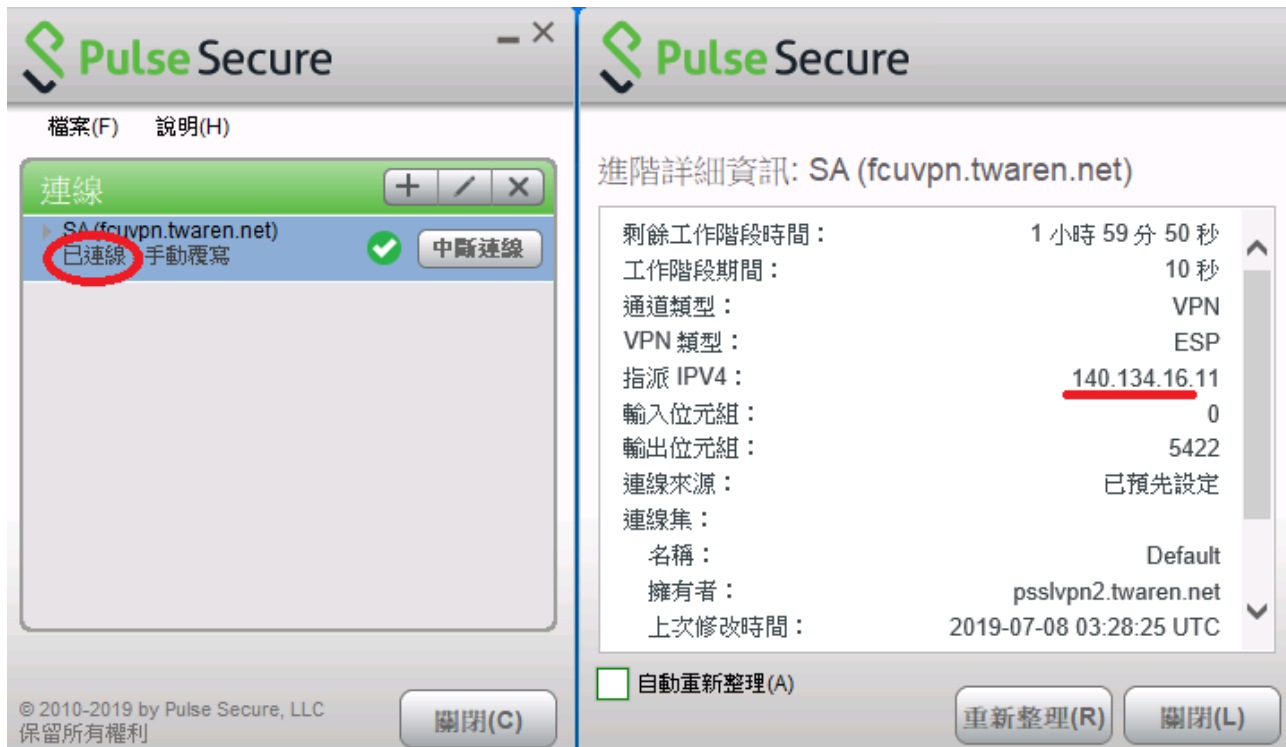 Pulse Secure
檔案(F) 說明(H)
連線
SA (fcuvpn.twaren.net)
已連線 手動覆寫
中斷連線
© 2010-2019 by Pulse Secure, LLC
保留所有權利
關閉(C)
Pulse Secure
進階詳細資訊: SA (fcuvpn.twaren.net)
剩餘工作階段時間： 1 小時 59 分 50 秒
工作階段期間： 10 秒
通道類型： VPN
VPN 類型： ESP
指派 IPV4： 140.134.16.11
輸入位元組： 0
輸出位元組： 5422
連線來源： 已預先設定
連線集：
名稱： Default
擁有者： psslvpn2.twaren.net
上次修改時間： 2019-07-08 03:28:25 UTC
自動重新整理(A)
重新整理(R) 關閉(L)